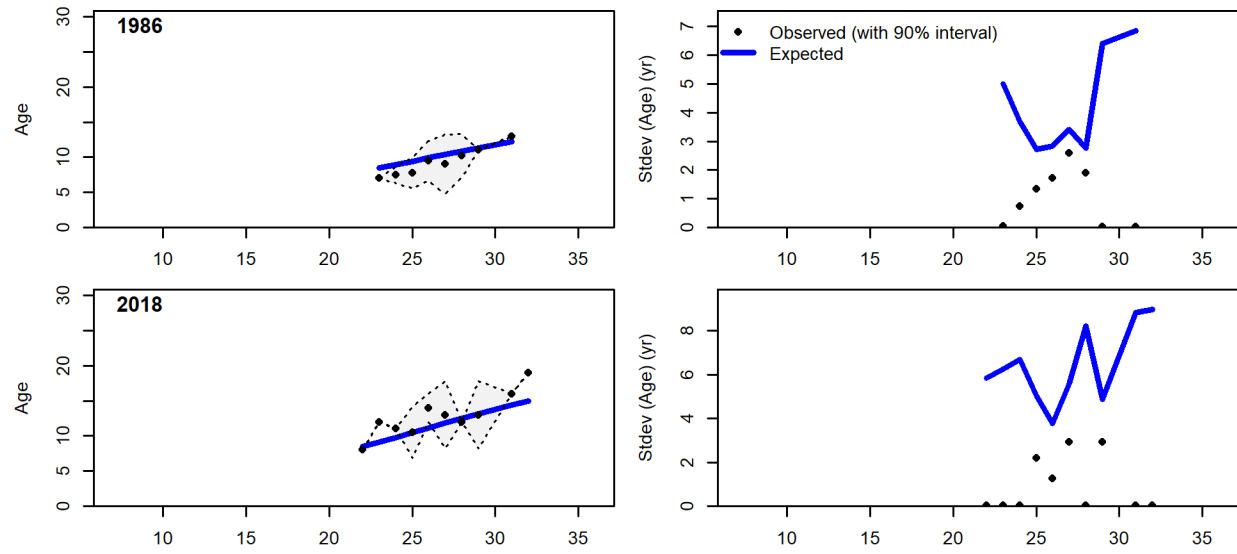 1986
Age
0 5 10 20 30
10 15 20 25 30 35
Observed (with 90% interval)
Expected
Stdev (Age) (yr)
0 1 2 3 4 5 6 7
10 15 20 25 30 35
2018
Age
0 5 10 20 30
10 15 20 25 30 35
Stdev (Age) (yr)
0 2 4 6 8
10 15 20 25 30 35